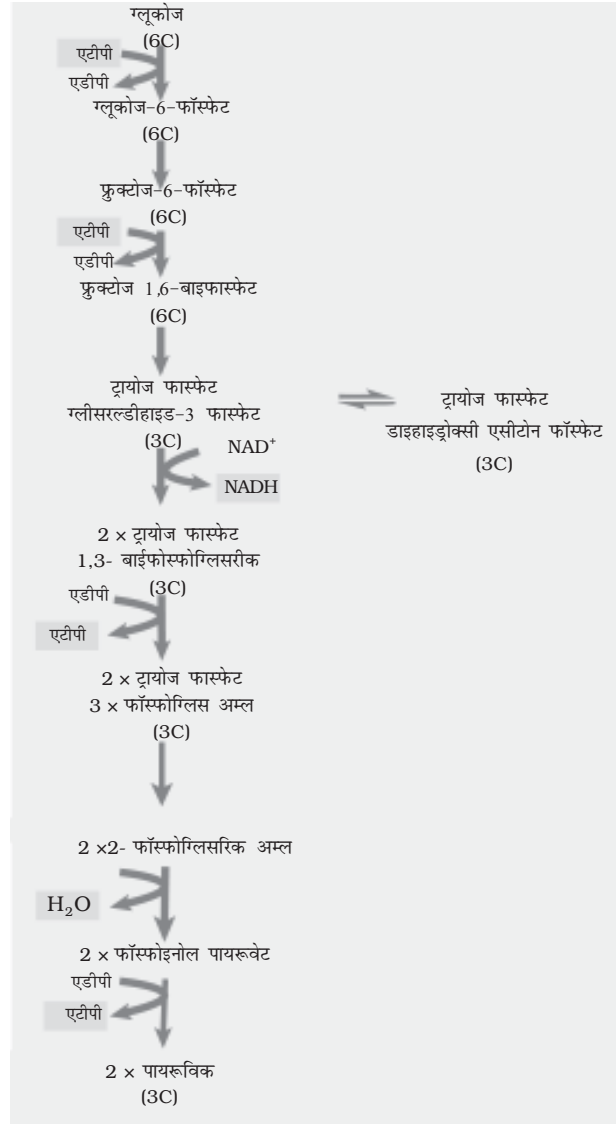 ग्लूकोज
(6C)
एटीपी
एडीपी
ग्लूकोज-6-फॉस्फेट
(6C)
फ्रुक्टोज-6-फॉस्फेट
(6C)
एटीपी
एडीपी
फ्रुक्टोज 1,6-बाइफास्फेट
(6C)
ट्रायोज फास्फेट
ग्लीसरल्डीहाइड-3 फास्फेट
(3C)
ट्रायोज फास्फेट
डाइहाइड्रोक्सी एसीटोन फॉस्फेट
(3C)
NAD⁺
NADH
2 × ट्रायोज फास्फेट
1,3- बाईफोस्फोग्लिसरीक
(3C)
एडीपी
एटीपी
2 × ट्रायोज फास्फेट
3 × फॉस्फोग्लिस अम्ल
(3C)
2 ×2- फॉस्फोग्लिसरिक अम्ल
H₂O
2 × फॉस्फोइनोल पायरूवेट
एडीपी
एटीपी
2 × पायरूविक
(3C)